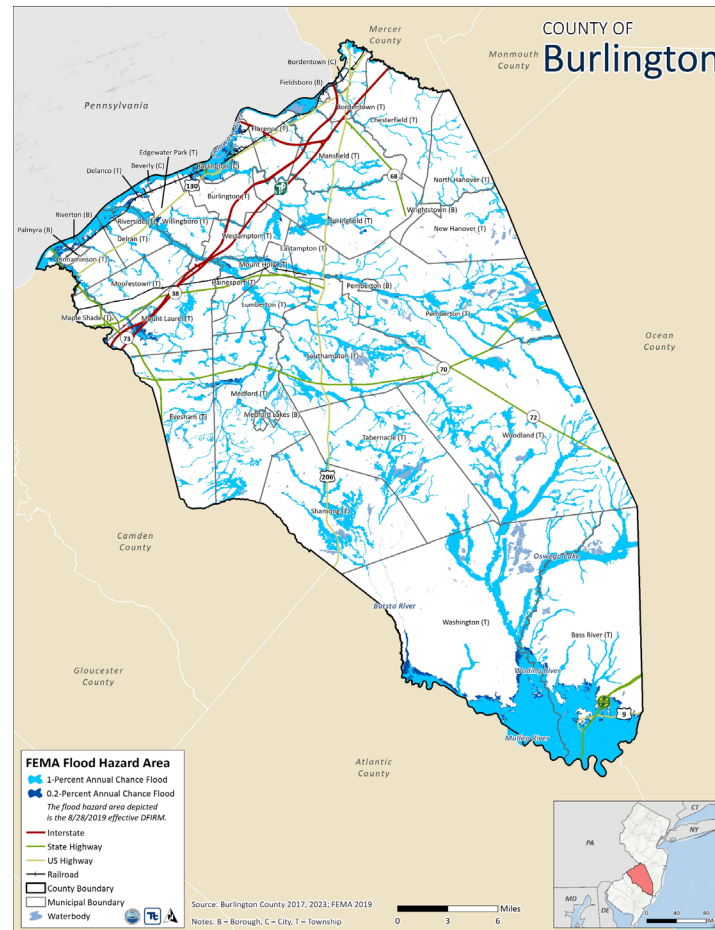 COUNTY OF
Burlington
Mercer
County
Monmouth
County
Pennsylvania
Bordentown (C)
Fieldsboro (B)
Bordentown (T)
Chesterfield (T)
Florence (T)
Edgewater Park (T)
Beverly (C)
Delanco (T)
Mansfield (T)
130
68
North Hanover (T)
Burlington (T)
Riverton (B)
Palmyra (B)
Riverside (T)
Willingboro (T)
Springfield (T)
Wrightstown (B)
New Hanover (T)
Delran (T)
Westampton (T)
Eastampton (T)
Cinnaminson (T)
Mount Holly (T)
Moorestown (T)
Hainesport (T)
Pemberton (B)
38
Lumberton (T)
Pemberton (T)
Maple Shade (T)
Mount Laurel (T)
73
Ocean
County
Southampton (T)
70
Medford (T)
Evesham (T)
Medford Lakes (B)
72
Tabernacle (T)
Woodland (T)
206
Shamong (T)
Camden
County
Oswego Lake
Batsto River
Washington (T)
Bass River (T)
Wading River
Gloucester
County
9
Mullica River
Atlantic
County
FEMA Flood Hazard Area
1-Percent Annual Chance Flood
0.2-Percent Annual Chance Flood
The flood hazard area depicted
is the 8/28/2019 effective DFIRM.
Interstate
State Highway
US Highway
Railroad
County Boundary
Municipal Boundary
Waterbody
Source: Burlington County 2017, 2023; FEMA 2019
Notes: B – Borough, C – City, T – Township
Miles
0 3 6
CT
NY
PA
MD
DE
0 40 80